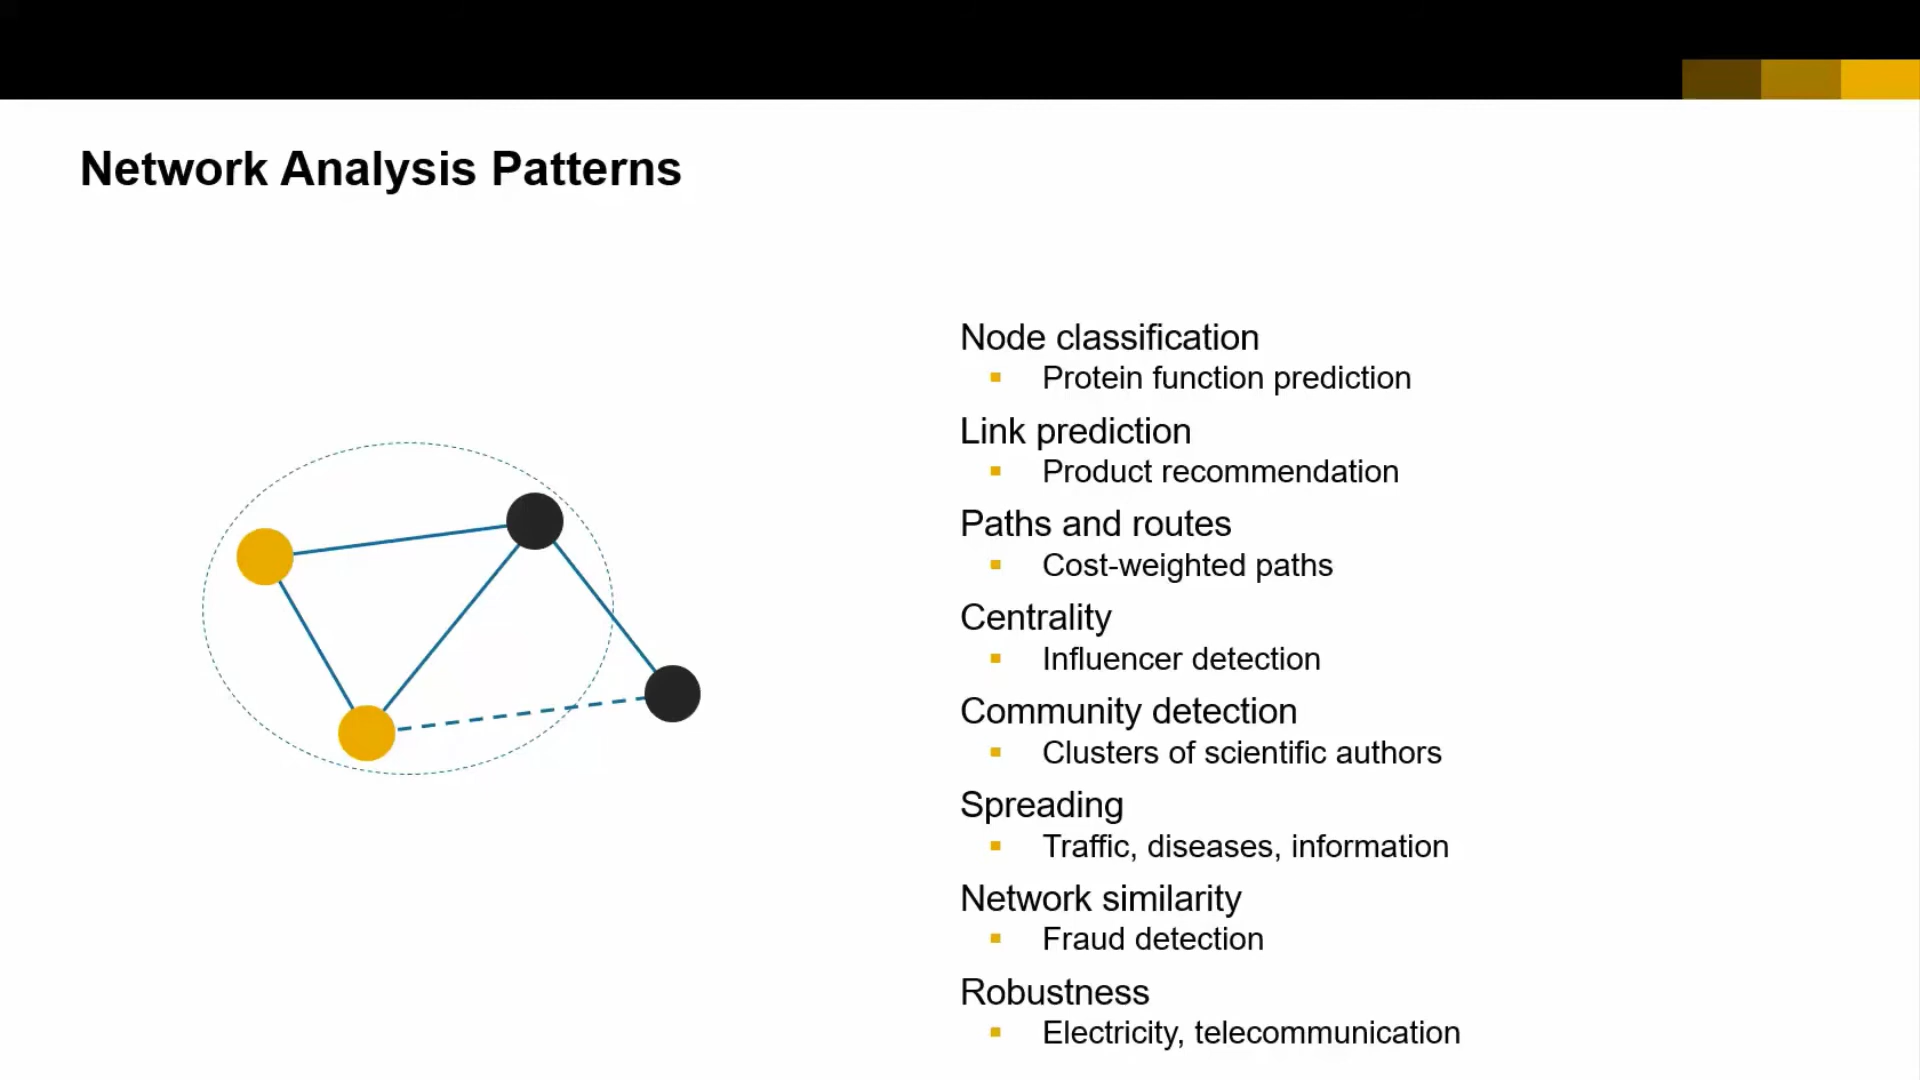 Network Analysis Patterns
Node classification
Protein function prediction
Link prediction
Product recommendation
Paths and routes
Cost-weighted paths
Centrality
Influencer detection
Community detection
Clusters of scientific authors
Spreading
Traffic, diseases, information
Network similarity
Fraud detection
Robustness
Electricity, telecommunication